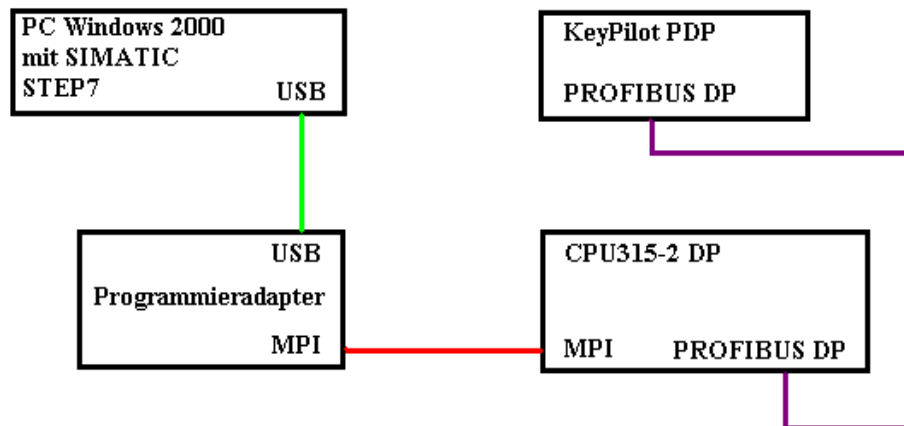 PC Windows 2000
mit SIMATIC
STEP7
USB
KeyPilot PDP
PROFIBUS DP
USB
Programmieradapter
MPI
CPU315-2 DP
MPI
PROFIBUS DP